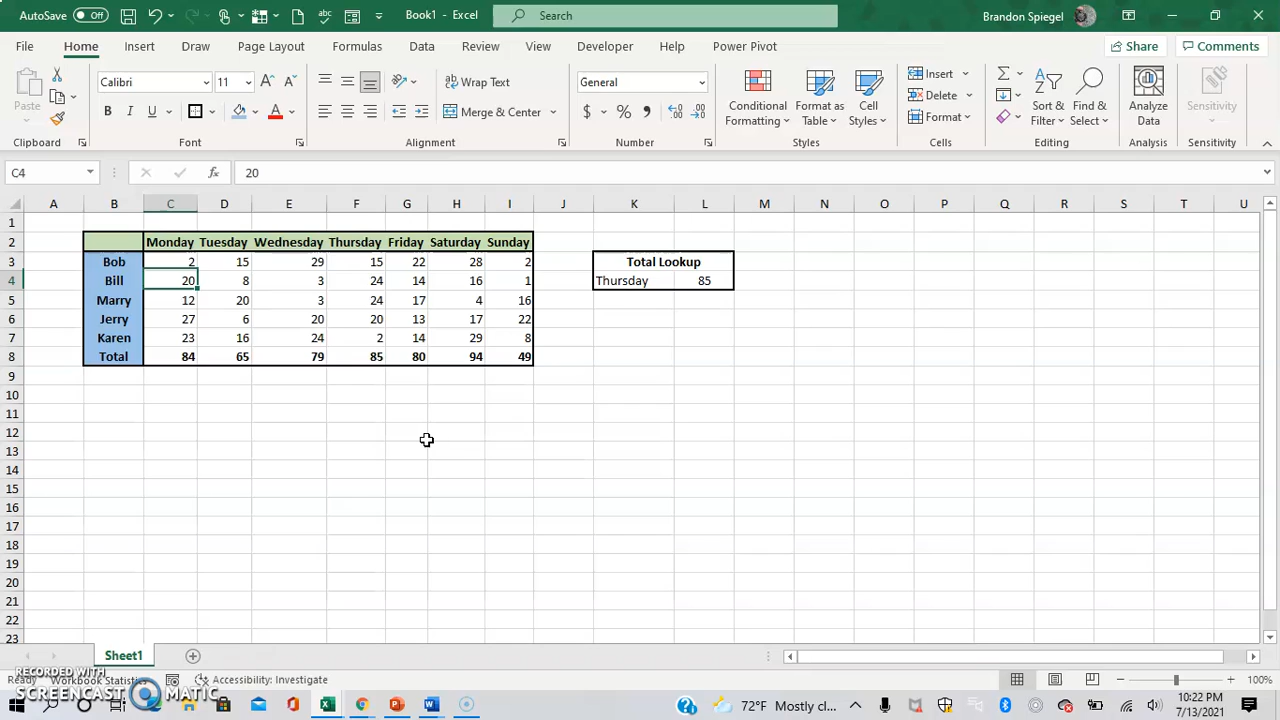 AutoSave Off Book1 - Excel Search Brandon Spiegel
File Home Insert Draw Page Layout Formulas Data Review View Developer Help Power Pivot Share Comments
Calibri 11 Wrap Text General Insert
Paste B I U Merge & Center $ % Conditional Formatting Format as Table Cell Styles Delete Format Sort & Filter Find & Select Analyze Data Sensitivity
Clipboard Font Alignment Number Styles Cells Editing Analysis Sensitivity
C4 fx 20
A B C D E F G H I J K L M N O P Q R S T U
1
2 Monday Tuesday Wednesday Thursday Friday Saturday Sunday
3 Bob 2 15 29 15 22 28 2 Total Lookup
4 Bill 20 8 3 24 14 16 1 Thursday 85
5 Marry 12 20 3 24 17 4 16
6 Jerry 27 6 20 20 13 17 22
7 Karen 23 16 24 2 14 29 8
8 Total 84 65 79 85 80 94 49
9
10
11
12
13
14
15
16
17
18
19
20
21
22
23
Sheet1
RECORDED WITH
Ready Workbook Statistics Accessibility: Investigate 100%
SCREENCAST MATIC
72°F Mostly cl... 10:22 PM
7/13/2021